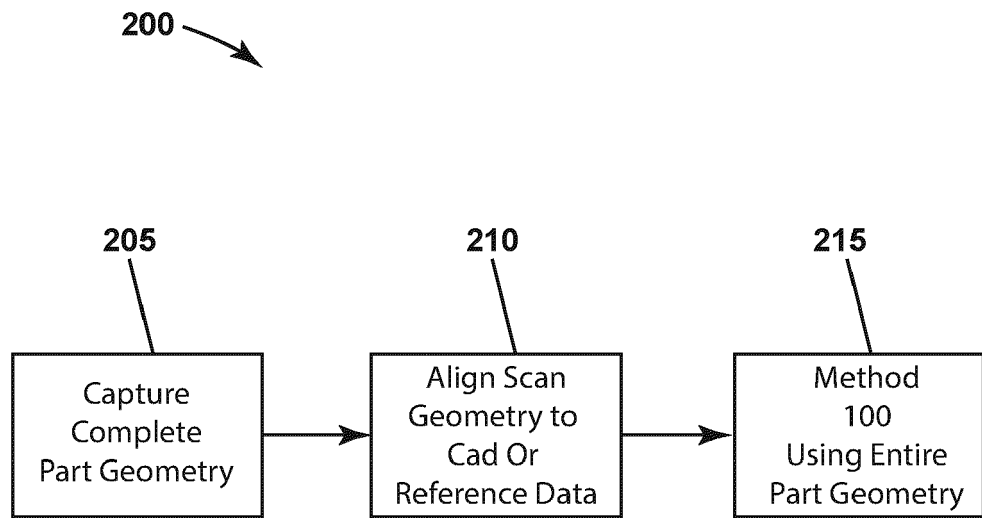 200
205
210
215
Capture
Complete
Part Geometry
Align Scan
Geometry to
Cad Or
Reference Data
Method
100
Using Entire
Part Geometry